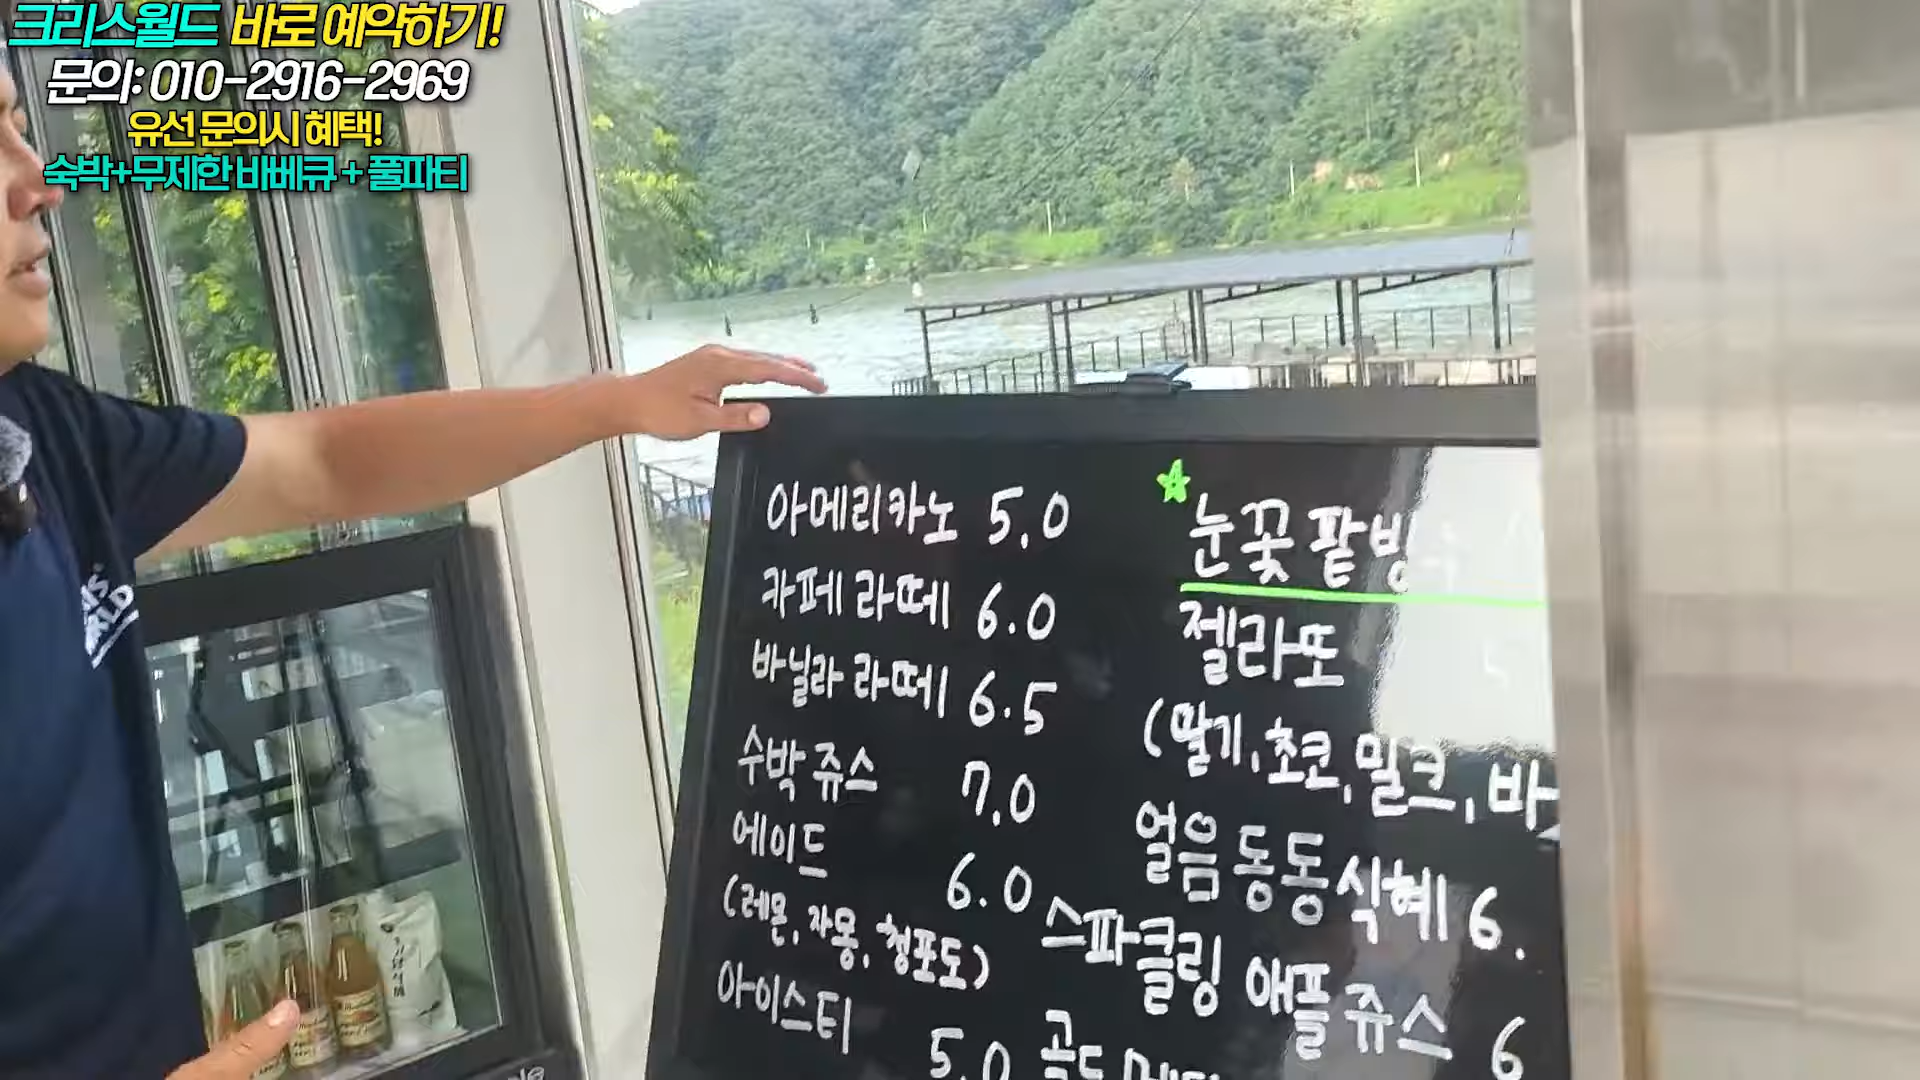 크리스월드 바로 예약하기!
문의: 010-2916-2969
유선 문의시 혜택!
숙박+무제한 바베큐 + 풀파티
아메리카노 5.0
카페 라떼 6.0
바닐라 라떼 6.5
수박 쥬스 7.0
에이드 6.0
(레몬, 자몽, 청포도)
아이스티 5.0
눈꽃 팥빙
젤라또
(딸기, 초코, 밀크, 바
얼음 동동 식혜 6.
스파클링 애플 쥬스 6
골드